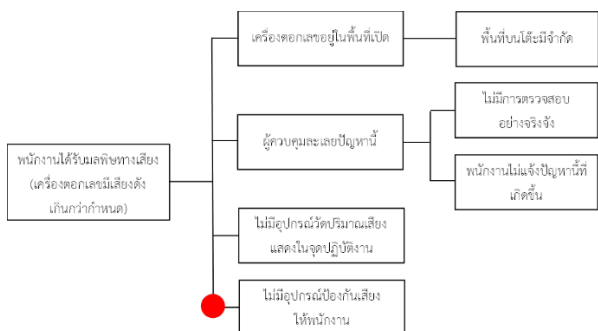 เครื่องตอกเลขอยู่ในพื้นที่เปิด
พื้นที่บนโต๊ะมีจำกัด
ไม่มีการตรวจสอบ
อย่างจริงจัง
ผู้ควบคุมละเลยปัญหานี้
พนักงานได้รับมลพิษทางเสียง
(เครื่องตอกเลขมีเสียงดัง
เกินกว่ากำหนด)
พนักงานไม่แจ้งปัญหานี้ที่
เกิดขึ้น
ไม่มีอุปกรณ์วัดปริมาณเสียง
แสดงในจุดปฏิบัติงาน
ไม่มีอุปกรณ์ป้องกันเสียง
ให้พนักงาน